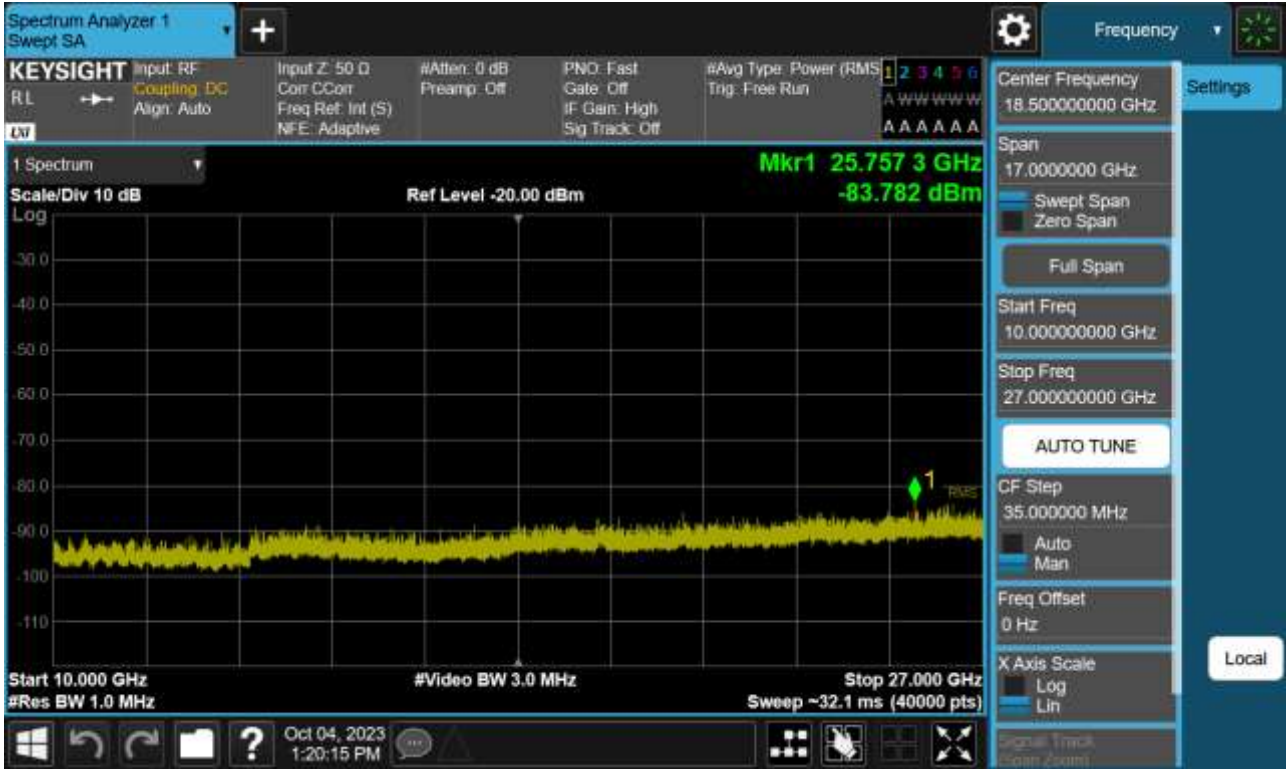 Spectrum Analyzer 1
Swept SA
Frequency
KEYSIGHT
RL
LXI
Input: RF
Coupling: DC
Align: Auto
Input Z: 50 Ω
Corr CCorr
Freq Ref: Int (S)
NFE: Adaptive
#Atten: 0 dB
Preamp: Off
PNO: Fast
Gate: Off
IF Gain: High
Sig Track: Off
#Avg Type: Power (RMS
Trig: Free Run
1 2 3 4 5 6
A W W W W W
A A A A A A
1 Spectrum
Scale/Div 10 dB
Log
Ref Level -20.00 dBm
Mkr1 25.757 3 GHz
-83.782 dBm
-30.0
-40.0
-50.0
-60.0
-70.0
-80.0
-90.0
-100
-110
1
RMS
Start 10.000 GHz
#Res BW 1.0 MHz
#Video BW 3.0 MHz
Stop 27.000 GHz
Sweep ~32.1 ms (40000 pts)
Center Frequency
18.500000000 GHz
Settings
Span
17.0000000 GHz
Swept Span
Zero Span
Full Span
Start Freq
10.000000000 GHz
Stop Freq
27.000000000 GHz
AUTO TUNE
CF Step
35.000000 MHz
Auto
Man
Freq Offset
0 Hz
X Axis Scale
Log
Lin
Signal Track
(Span Zoom)
Local
?
Oct 04, 2023
1:20:15 PM